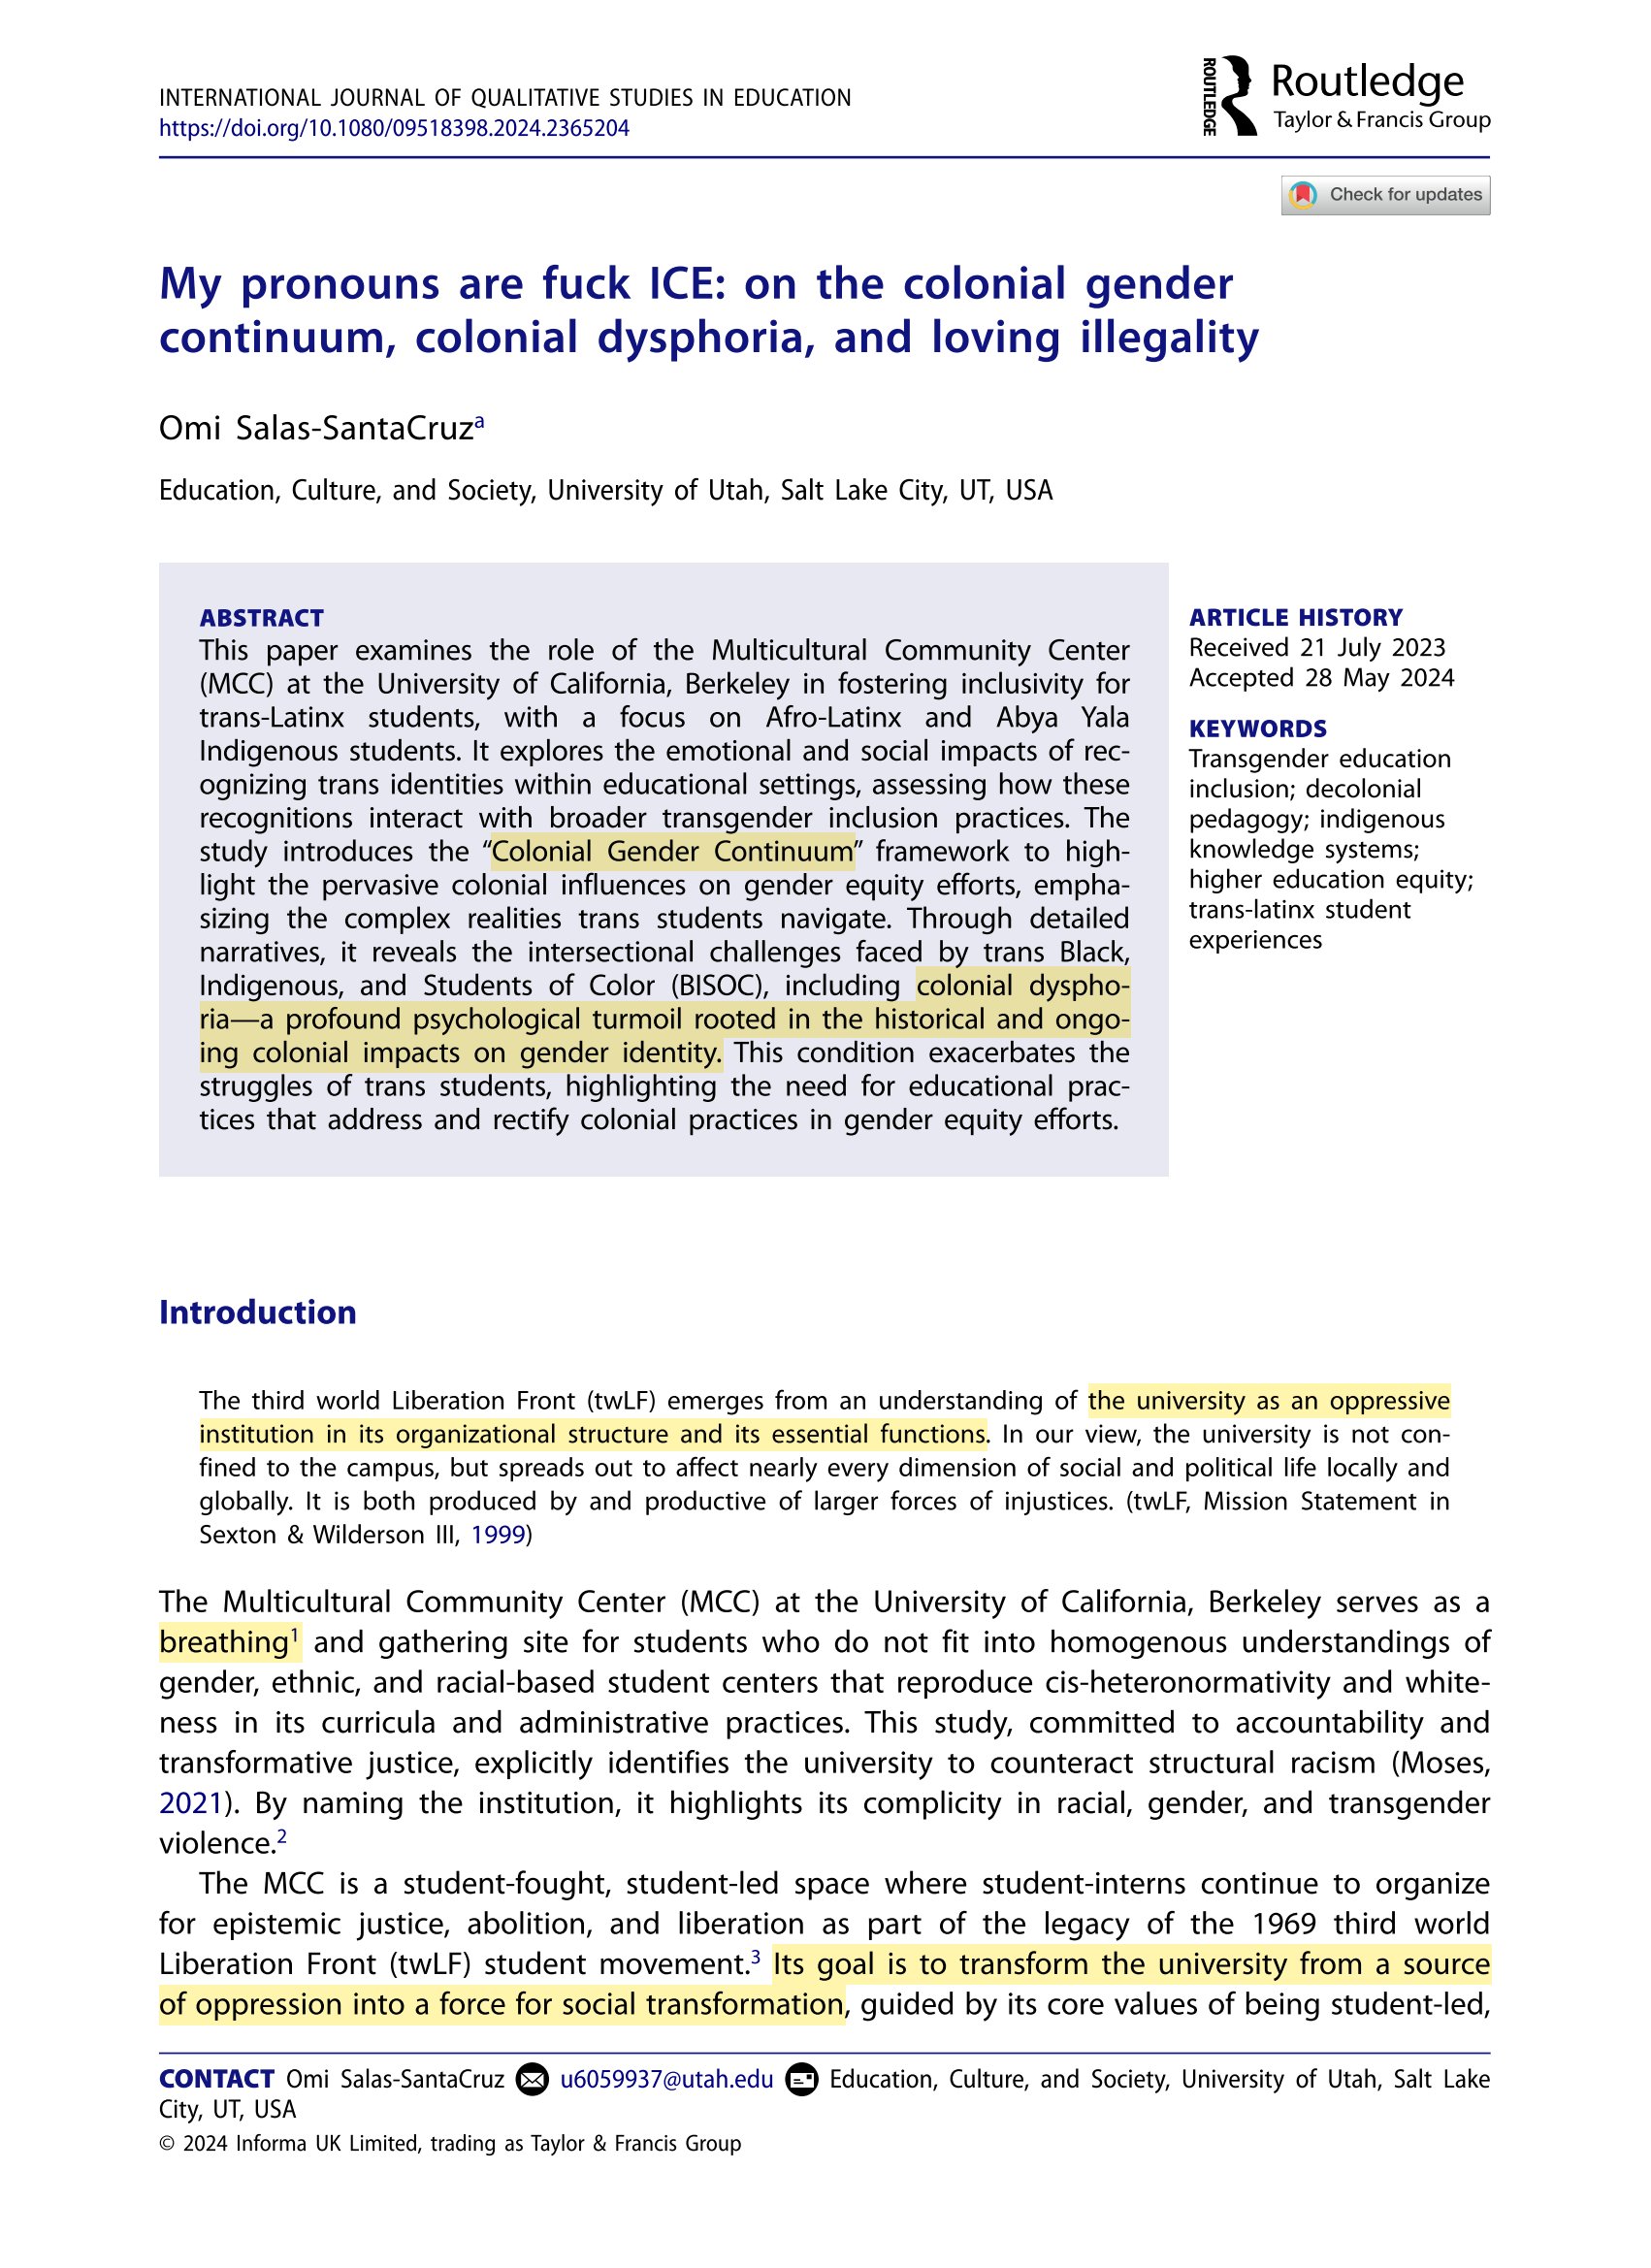 INTERNATIONAL JOURNAL OF QUALITATIVE STUDIES IN EDUCATION
https://doi.org/10.1080/09518398.2024.2365204
ROUTLEDGE
Routledge
Taylor & Francis Group
Check for updates
My pronouns are fuck ICE: on the colonial gender
continuum, colonial dysphoria, and loving illegality
Omi Salas-SantaCruzᵃ
Education, Culture, and Society, University of Utah, Salt Lake City, UT, USA
ABSTRACT
This paper examines the role of the Multicultural Community Center
(MCC) at the University of California, Berkeley in fostering inclusivity for
trans-Latinx students, with a focus on Afro-Latinx and Abya Yala
Indigenous students. It explores the emotional and social impacts of rec-
ognizing trans identities within educational settings, assessing how these
recognitions interact with broader transgender inclusion practices. The
study introduces the “Colonial Gender Continuum” framework to high-
light the pervasive colonial influences on gender equity efforts, empha-
sizing the complex realities trans students navigate. Through detailed
narratives, it reveals the intersectional challenges faced by trans Black,
Indigenous, and Students of Color (BISOC), including colonial dyspho-
ria—a profound psychological turmoil rooted in the historical and ongo-
ing colonial impacts on gender identity. This condition exacerbates the
struggles of trans students, highlighting the need for educational prac-
tices that address and rectify colonial practices in gender equity efforts.
ARTICLE HISTORY
Received 21 July 2023
Accepted 28 May 2024
KEYWORDS
Transgender education
inclusion; decolonial
pedagogy; indigenous
knowledge systems;
higher education equity;
trans-latinx student
experiences
Introduction
The third world Liberation Front (twLF) emerges from an understanding of the university as an oppressive
institution in its organizational structure and its essential functions. In our view, the university is not con-
fined to the campus, but spreads out to affect nearly every dimension of social and political life locally and
globally. It is both produced by and productive of larger forces of injustices. (twLF, Mission Statement in
Sexton & Wilderson III, 1999)
The Multicultural Community Center (MCC) at the University of California, Berkeley serves as a
breathing¹ and gathering site for students who do not fit into homogenous understandings of
gender, ethnic, and racial-based student centers that reproduce cis-heteronormativity and white-
ness in its curricula and administrative practices. This study, committed to accountability and
transformative justice, explicitly identifies the university to counteract structural racism (Moses,
2021). By naming the institution, it highlights its complicity in racial, gender, and transgender
violence.²
The MCC is a student-fought, student-led space where student-interns continue to organize
for epistemic justice, abolition, and liberation as part of the legacy of the 1969 third world
Liberation Front (twLF) student movement.³ Its goal is to transform the university from a source
of oppression into a force for social transformation, guided by its core values of being student-led,
CONTACT Omi Salas-SantaCruz u6059937@utah.edu Education, Culture, and Society, University of Utah, Salt Lake
City, UT, USA
© 2024 Informa UK Limited, trading as Taylor & Francis Group